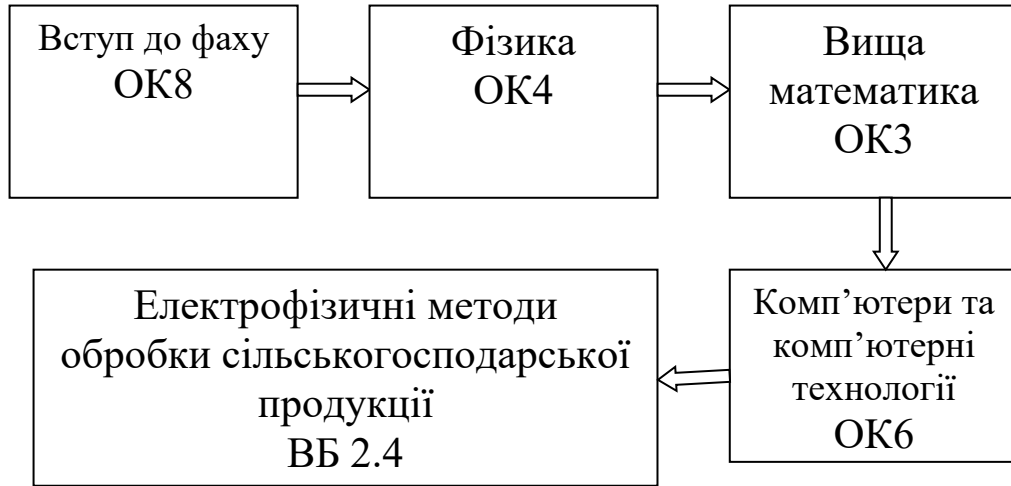 Вступ до фаху
ОК8
Фізика
ОК4
Вища
математика
ОК3
Комп’ютери та
комп’ютерні
технології
ОК6
Електрофізичні методи
обробки сільськогосподарської
продукції
ВБ 2.4